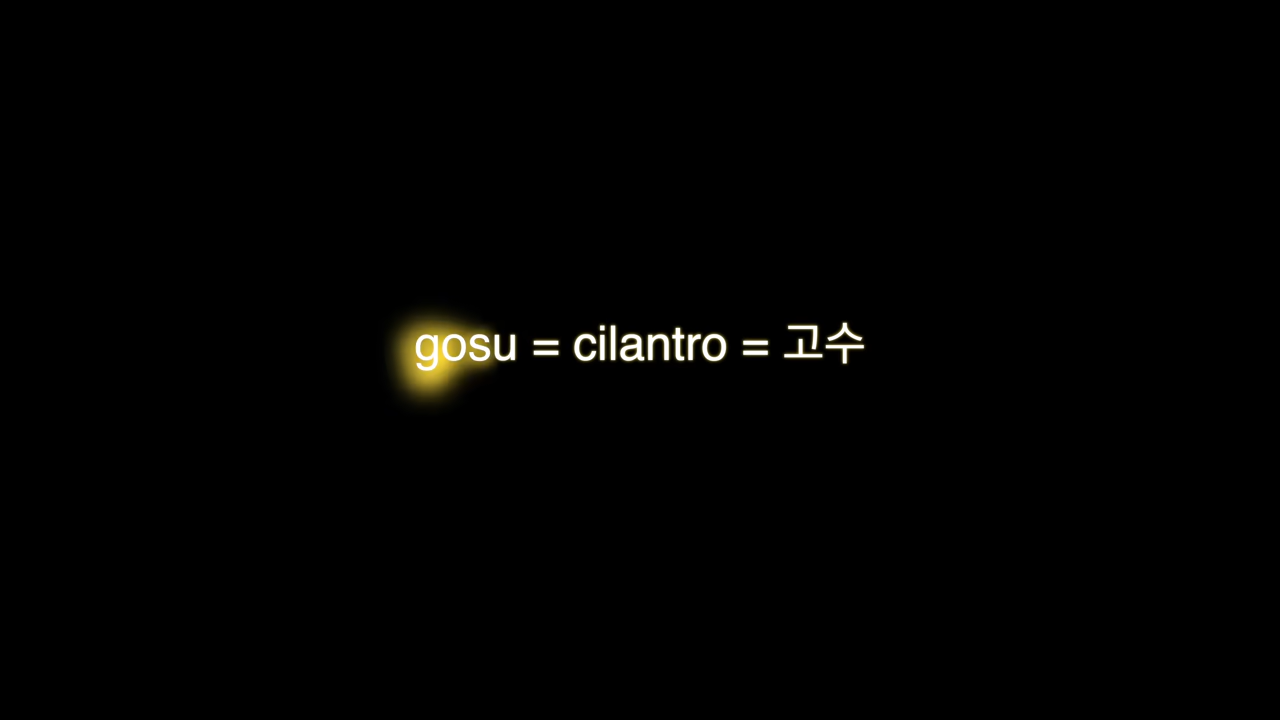 gosu = cilantro = 고수